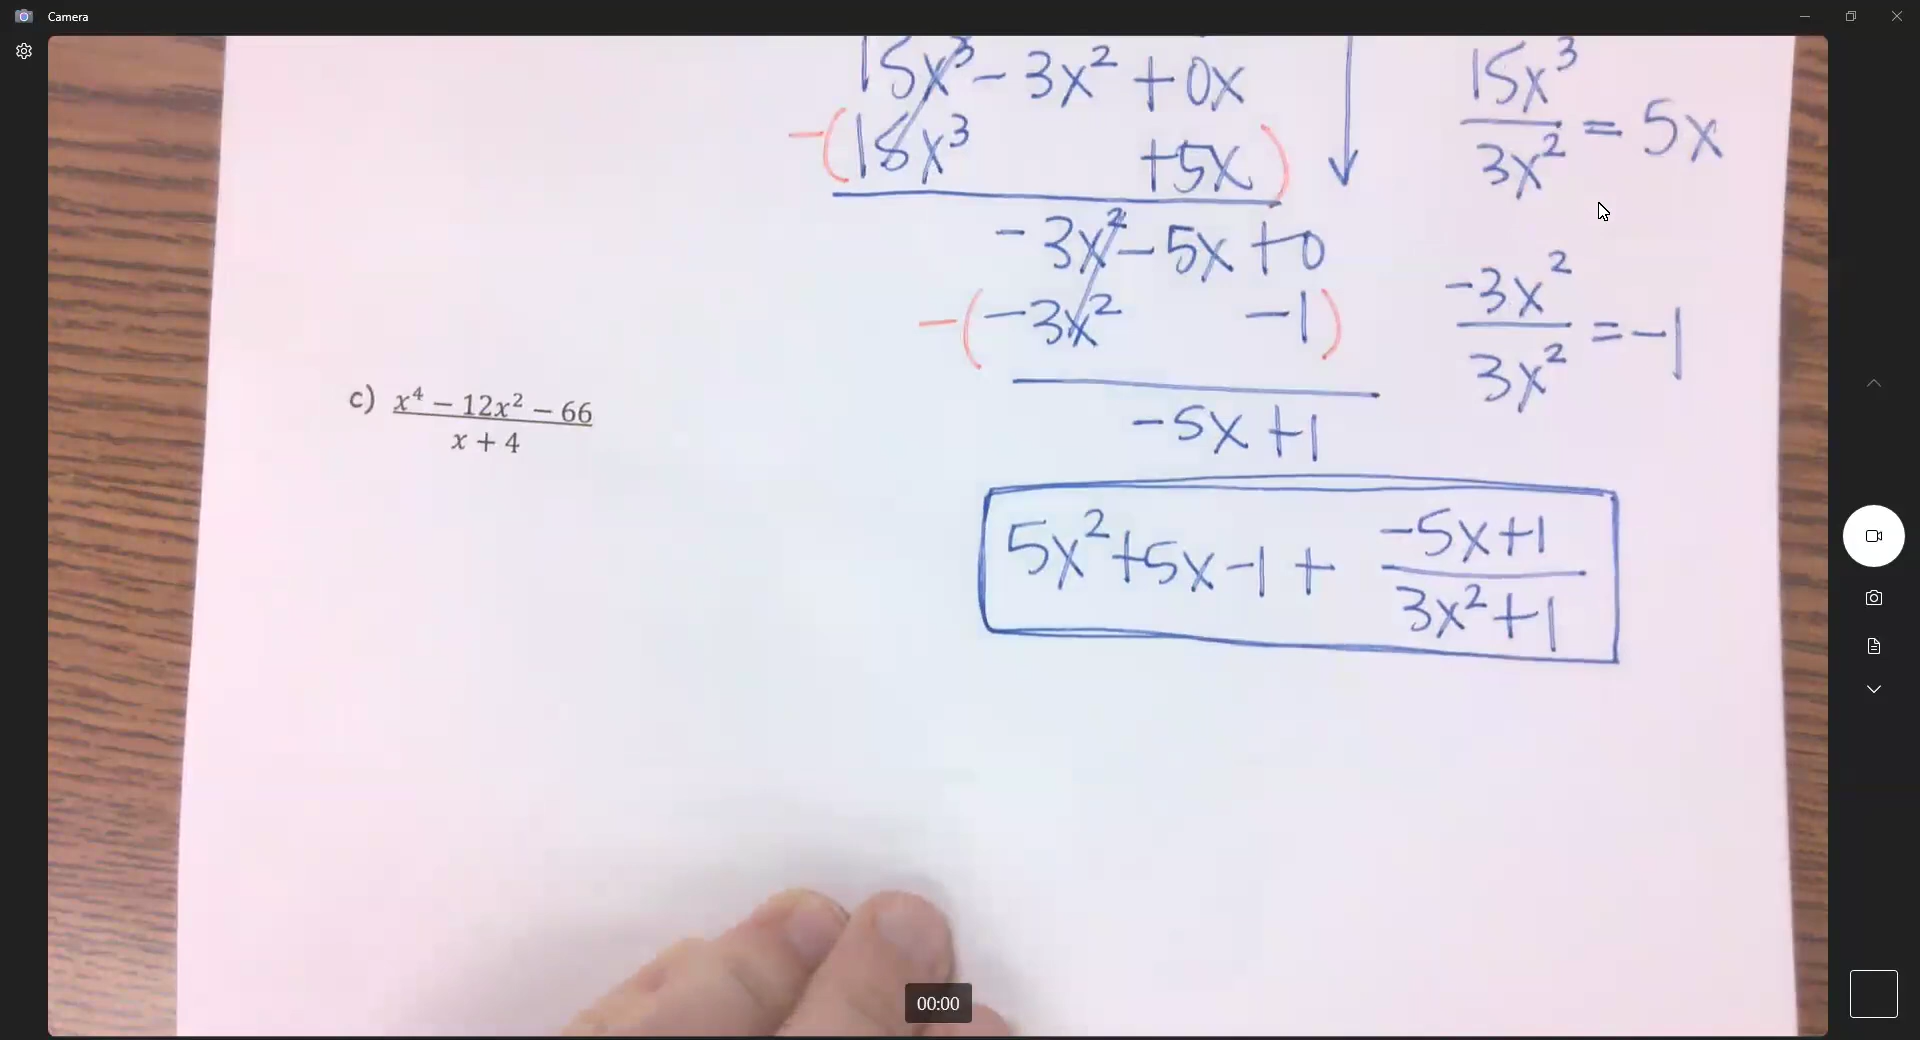 Camera
15x³ - 3x² + 0x
-(15x³ +5x)
15x³/3x² = 5x
-3x² - 5x + 0
-(-3x² -1)
-3x²/3x² = -1
-5x + 1
c) x⁴ − 12x² − 66
x + 4
5x² + 5x - 1 + -5x+1/3x²+1
00:00